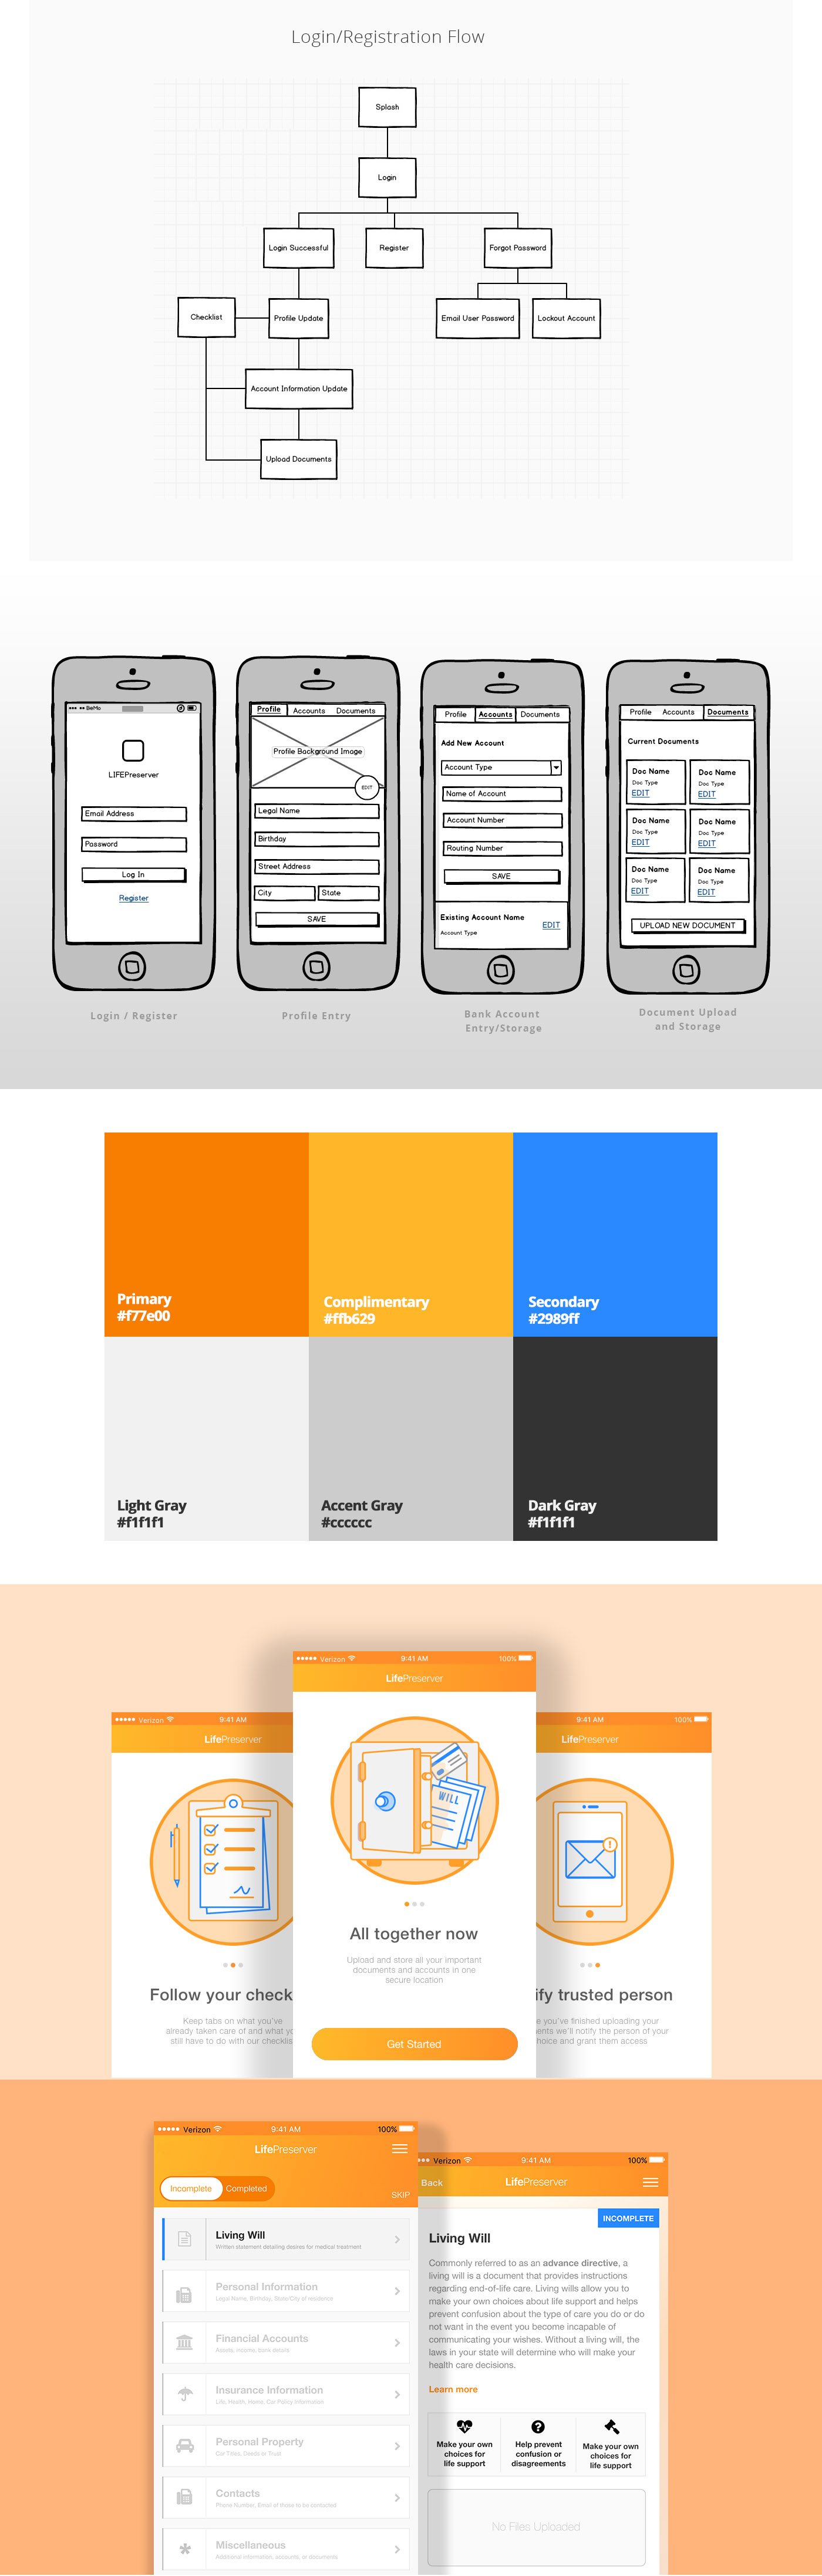 Login/Registration Flow
Splash
Login
Login Successful
Register
Forgot Password
Checklist
Profile Update
Email User Password
Lockout Account
Account Information Update
Upload Documents
BeMo
LIFEPreserver
Email Address
Password
Log In
Register
Profile Accounts Documents
Profile Background Image
EDIT
Legal Name
Birthday
Street Address
City
State
SAVE
Profile Accounts Documents
Add New Account
Account Type
Name of Account
Account Number
Routing Number
SAVE
Existing Account Name
Account Type
EDIT
Profile Accounts Documents
Current Documents
Doc Name
Doc Type
EDIT
Doc Name
Doc Type
EDIT
Doc Name
Doc Type
EDIT
Doc Name
Doc Type
EDIT
Doc Name
Doc Type
EDIT
Doc Name
Doc Type
EDIT
UPLOAD NEW DOCUMENT
Login / Register
Profile Entry
Bank Account
Entry/Storage
Document Upload
and Storage
Primary
#f77e00
Complimentary
#ffb629
Secondary
#2989ff
Light Gray
#f1f1f1
Accent Gray
#cccccc
Dark Gray
#f1f1f1
Verizon 9:41 AM
LifePreserver
Follow your check
Keep tabs on what you've
already taken care of and what yo
still have to do with our checklis
Verizon 9:41 AM 100%
LifePreserver
WILL
All together now
Upload and store all your important
documents and accounts in one
secure location
Get Started
9:41 AM 100%
LifePreserver
ify trusted person
e you've finished uploading your
ents we'll notify the person of your
hoice and grant them access
Verizon 9:41 AM 100%
LifePreserver
Incomplete Completed
SKIP
Living Will
Written statement detailing desires for medical treatment
Personal Information
Legal Name, Birthday, State/City of residence
Financial Accounts
Assets, income, bank details
Insurance Information
Life, Health, Home, Car Policy Information
Personal Property
Car Titles, Deeds or Trust
Contacts
Phone Number, Email of those to be contacted
Miscellaneous
Additional information, accounts, or documents
Verizon 9:41 AM 100%
Back LifePreserver
INCOMPLETE
Living Will
Commonly referred to as an advance directive, a
living will is a document that provides instructions
regarding end-of-life care. Living wills allow you to
make your own choices about life support and helps
prevent confusion about the type of care you do or do
not want in the event you become incapable of
communicating your wishes. Without a living will, the
laws in your state will determine who will make your
health care decisions.
Learn more
Make your own
choices for
life support
Help prevent
confusion or
disagreements
Make your own
choices for
life support
No Files Uploaded